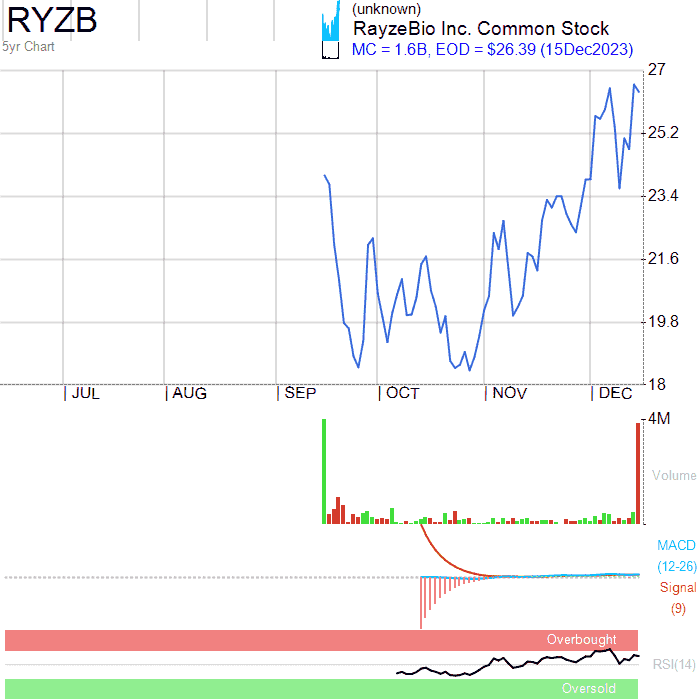 RYZB
5yr Chart
(unknown)
RayzeBio Inc. Common Stock
MC = 1.6B, EOD = $26.39 (15Dec2023)
27
25.2
23.4
21.6
19.8
18
JUL AUG SEP OCT NOV DEC
4M
Volume
MACD
(12-26)
Signal
(9)
Overbought
RSI(14)
Oversold